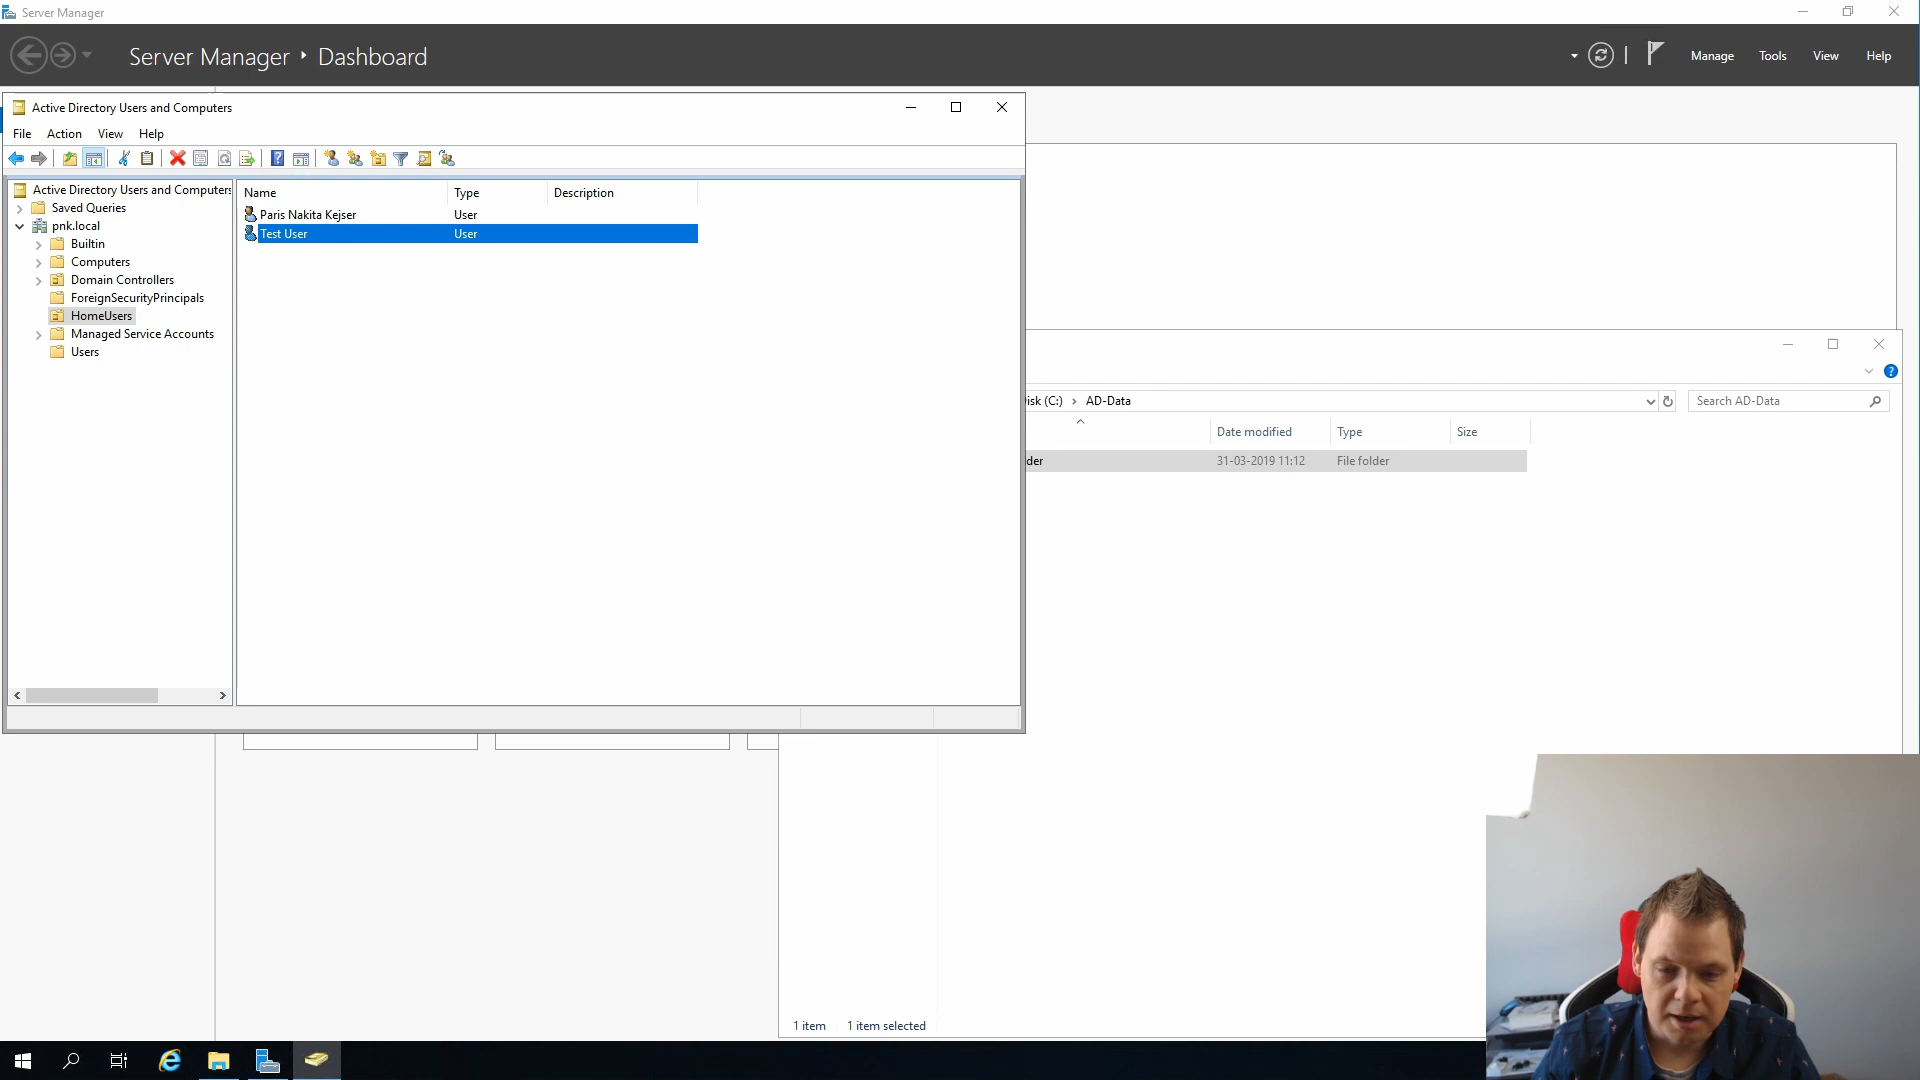 Server Manager
Server Manager ‣ Dashboard
Manage Tools View Help
Active Directory Users and Computers
File Action View Help
Active Directory Users and Computers
Saved Queries
pnk.local
Builtin
Computers
Domain Controllers
ForeignSecurityPrincipals
HomeUsers
Managed Service Accounts
Users
Name Type Description
Paris Nakita Kejser User
Test User User
(C:) › AD-Data
Search AD-Data
Date modified Type Size
31-03-2019 11:12 File folder
1 item 1 item selected